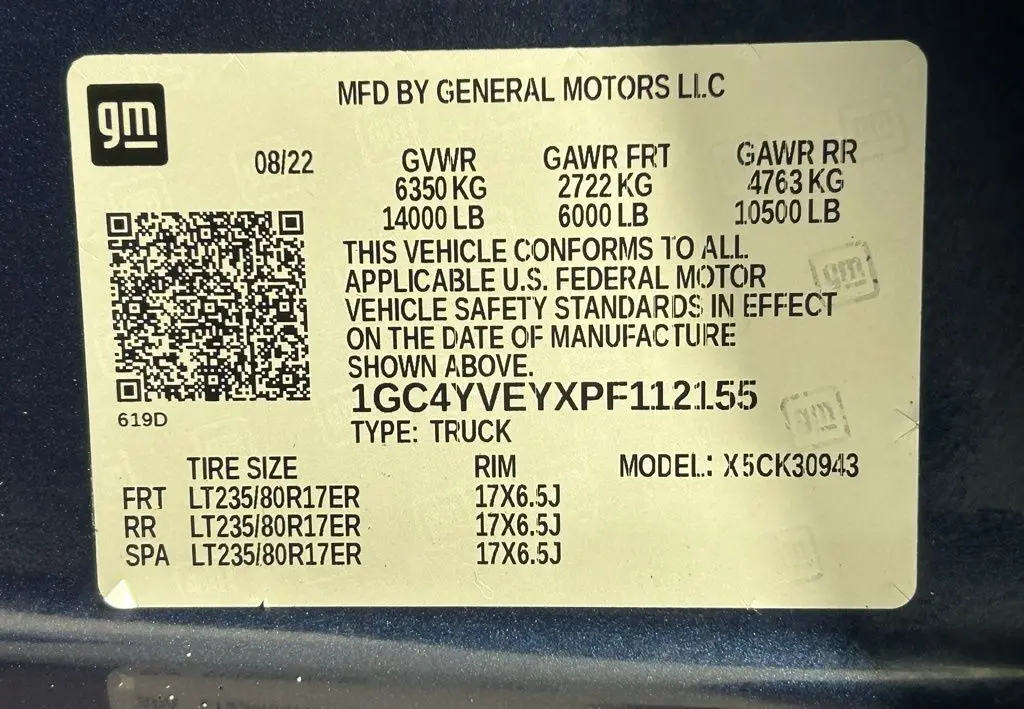 MFD BY GENERAL MOTORS LLC
gm
08/22 GVWR GAWR FRT GAWR RR
6350 KG 2722 KG 4763 KG
14000 LB 6000 LB 10500 LB
THIS VEHICLE CONFORMS TO ALL
APPLICABLE U.S. FEDERAL MOTOR
VEHICLE SAFETY STANDARDS IN EFFECT
ON THE DATE OF MANUFACTURE
SHOWN ABOVE.
1GC4YVEYXPF112155
619D
TYPE: TRUCK
TIRE SIZE RIM MODEL: X5CK30943
FRT LT235/80R17ER 17X6.5J
RR LT235/80R17ER 17X6.5J
SPA LT235/80R17ER 17X6.5J